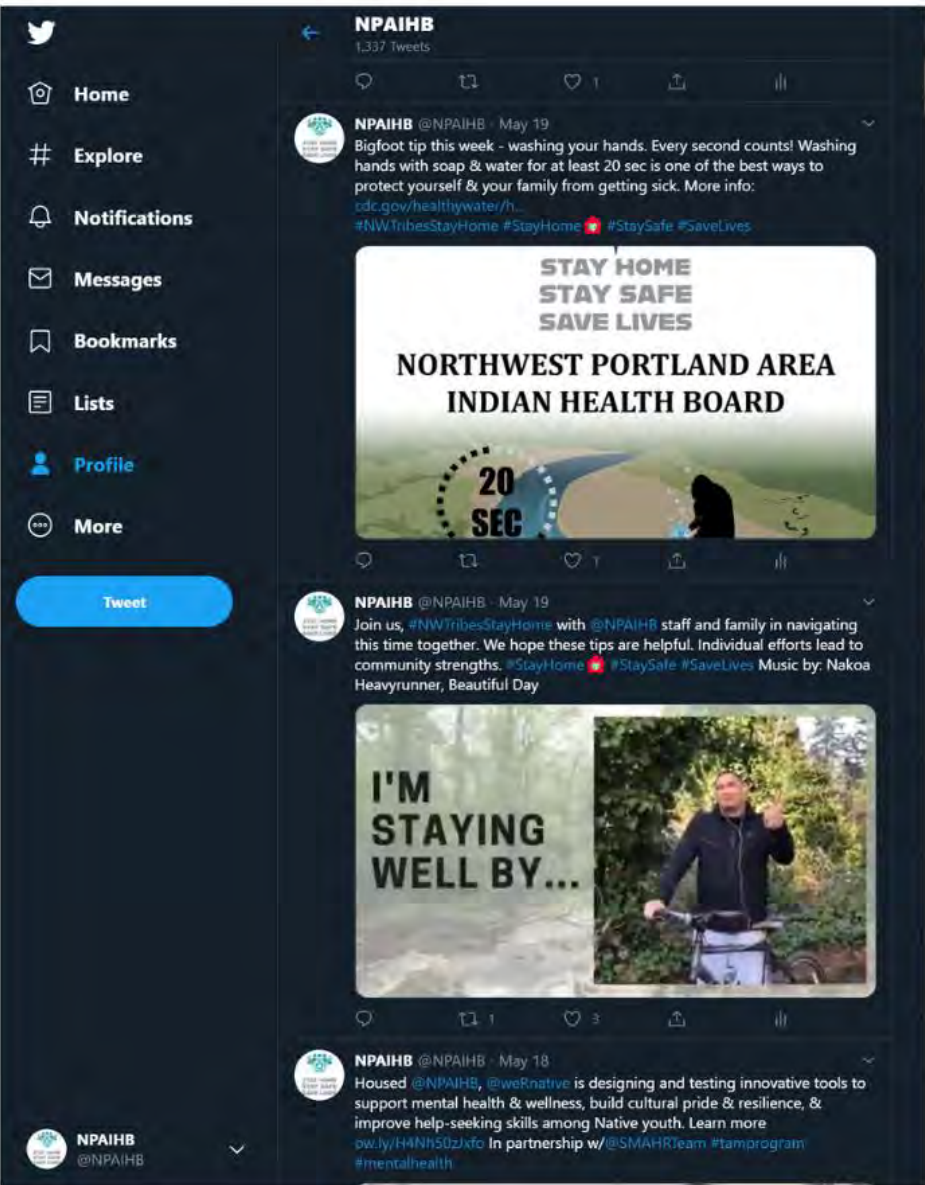 Home
Explore
Notifications
Messages
Bookmarks
Lists
Profile
More
Tweet
NPAIHB
@NPAIHB
NPAIHB
1,337 Tweets
1
NPAIHB @NPAIHB · May 19
Bigfoot tip this week - washing your hands. Every second counts! Washing
hands with soap & water for at least 20 sec is one of the best ways to
protect yourself & your family from getting sick. More info:
cdc.gov/healthywater/h...
#NWTribesStayHome #StayHome #StaySafe #SaveLives
STAY HOME
STAY SAFE
SAVE LIVES
NORTHWEST PORTLAND AREA
INDIAN HEALTH BOARD
20
SEC
1
NPAIHB @NPAIHB · May 19
Join us, #NWTribesStayHome with @NPAIHB staff and family in navigating
this time together. We hope these tips are helpful. Individual efforts lead to
community strengths. #StayHome #StaySafe #SaveLives Music by: Nakoa
Heavyrunner, Beautiful Day
I'M
STAYING
WELL BY...
1 3
NPAIHB @NPAIHB · May 18
Housed @NPAIHB, @weRnative is designing and testing innovative tools to
support mental health & wellness, build cultural pride & resilience, &
improve help-seeking skills among Native youth. Learn more
In partnership w/@SMAHRTeam #tamprogram
#mentalhealth